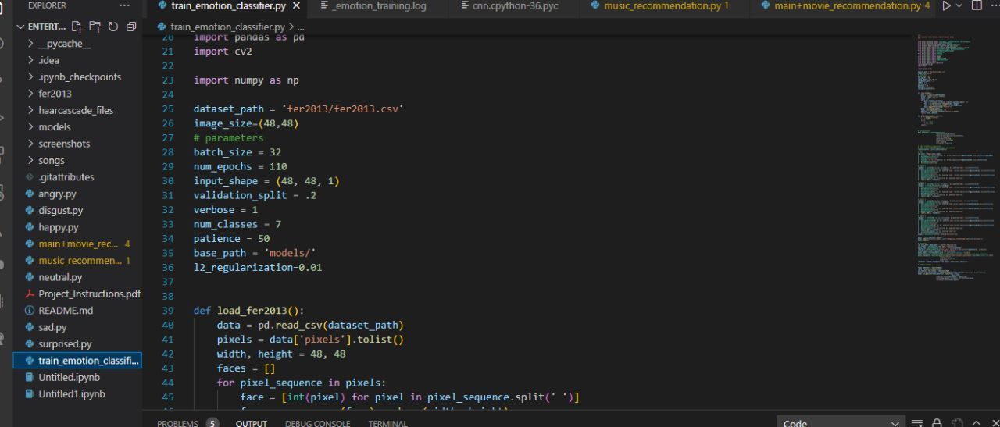 EXPLORER
···
train_emotion_classifier.py
_emotion_training.log
cnn.cpython-36.pyc
music_recommendation.py 1
main+movie_recommendation.py 4
ENTERT...
train_emotion_classifier.py > ...
__pycache__
.idea
.ipynb_checkpoints
fer2013
haarcascade_files
models
screenshots
songs
.gitattributes
angry.py
disgust.py
happy.py
main+movie_rec... 4
music_recommen... 1
neutral.py
Project_Instructions.pdf
README.md
sad.py
surprised.py
train_emotion_classifi...
Untitled.ipynb
Untitled1.ipynb
20 import pandas as pd
21 import cv2
22
23 import numpy as np
24
25 dataset_path = 'fer2013/fer2013.csv'
26 image_size=(48,48)
27 # parameters
28 batch_size = 32
29 num_epochs = 110
30 input_shape = (48, 48, 1)
31 validation_split = .2
32 verbose = 1
33 num_classes = 7
34 patience = 50
35 base_path = 'models/'
36 l2_regularization=0.01
37
38
39 def load_fer2013():
40 data = pd.read_csv(dataset_path)
41 pixels = data['pixels'].tolist()
42 width, height = 48, 48
43 faces = []
44 for pixel_sequence in pixels:
45 face = [int(pixel) for pixel in pixel_sequence.split(' ')]
PROBLEMS 5 OUTPUT DEBUG CONSOLE TERMINAL
Code